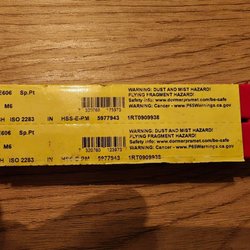 E606 Sp.Pt WARNING: DUST AND MIST HAZARD!
FLYING FRAGMENT HAZARD!
M6 Safety info: www.dormerpramet.com/be-safe
WARNING: Cancer - www.P65Warnings.ca.gov
SH ISO 2283 IN HSS-E-PM 5977943 1RT0909938
E606 Sp.Pt WARNING: DUST AND MIST HAZARD!
FLYING FRAGMENT HAZARD!
M6 Safety info: www.dormerpramet.com/be-safe
WARNING: Cancer - www.P65Warnings.ca.gov
SH ISO 2283 IN HSS-E-PM 5977943 1RT0909938